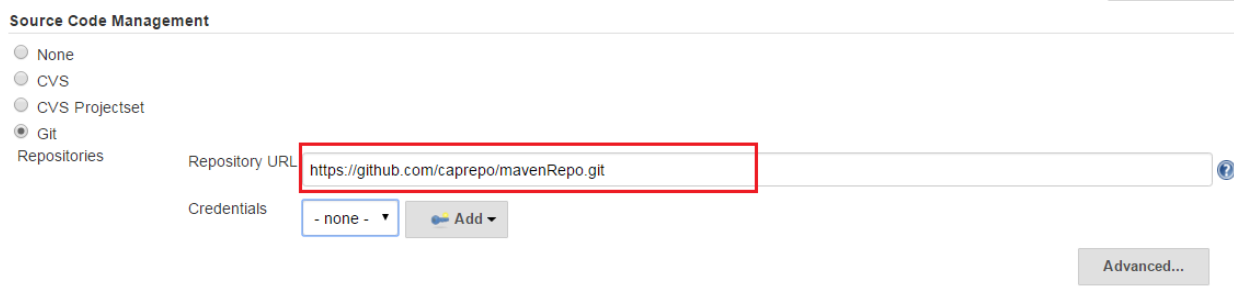 Source Code Management
None
CVS
CVS Projectset
Git
Repositories
Repository URL https://github.com/caprepo/mavenRepo.git
Credentials - none - Add
Advanced...